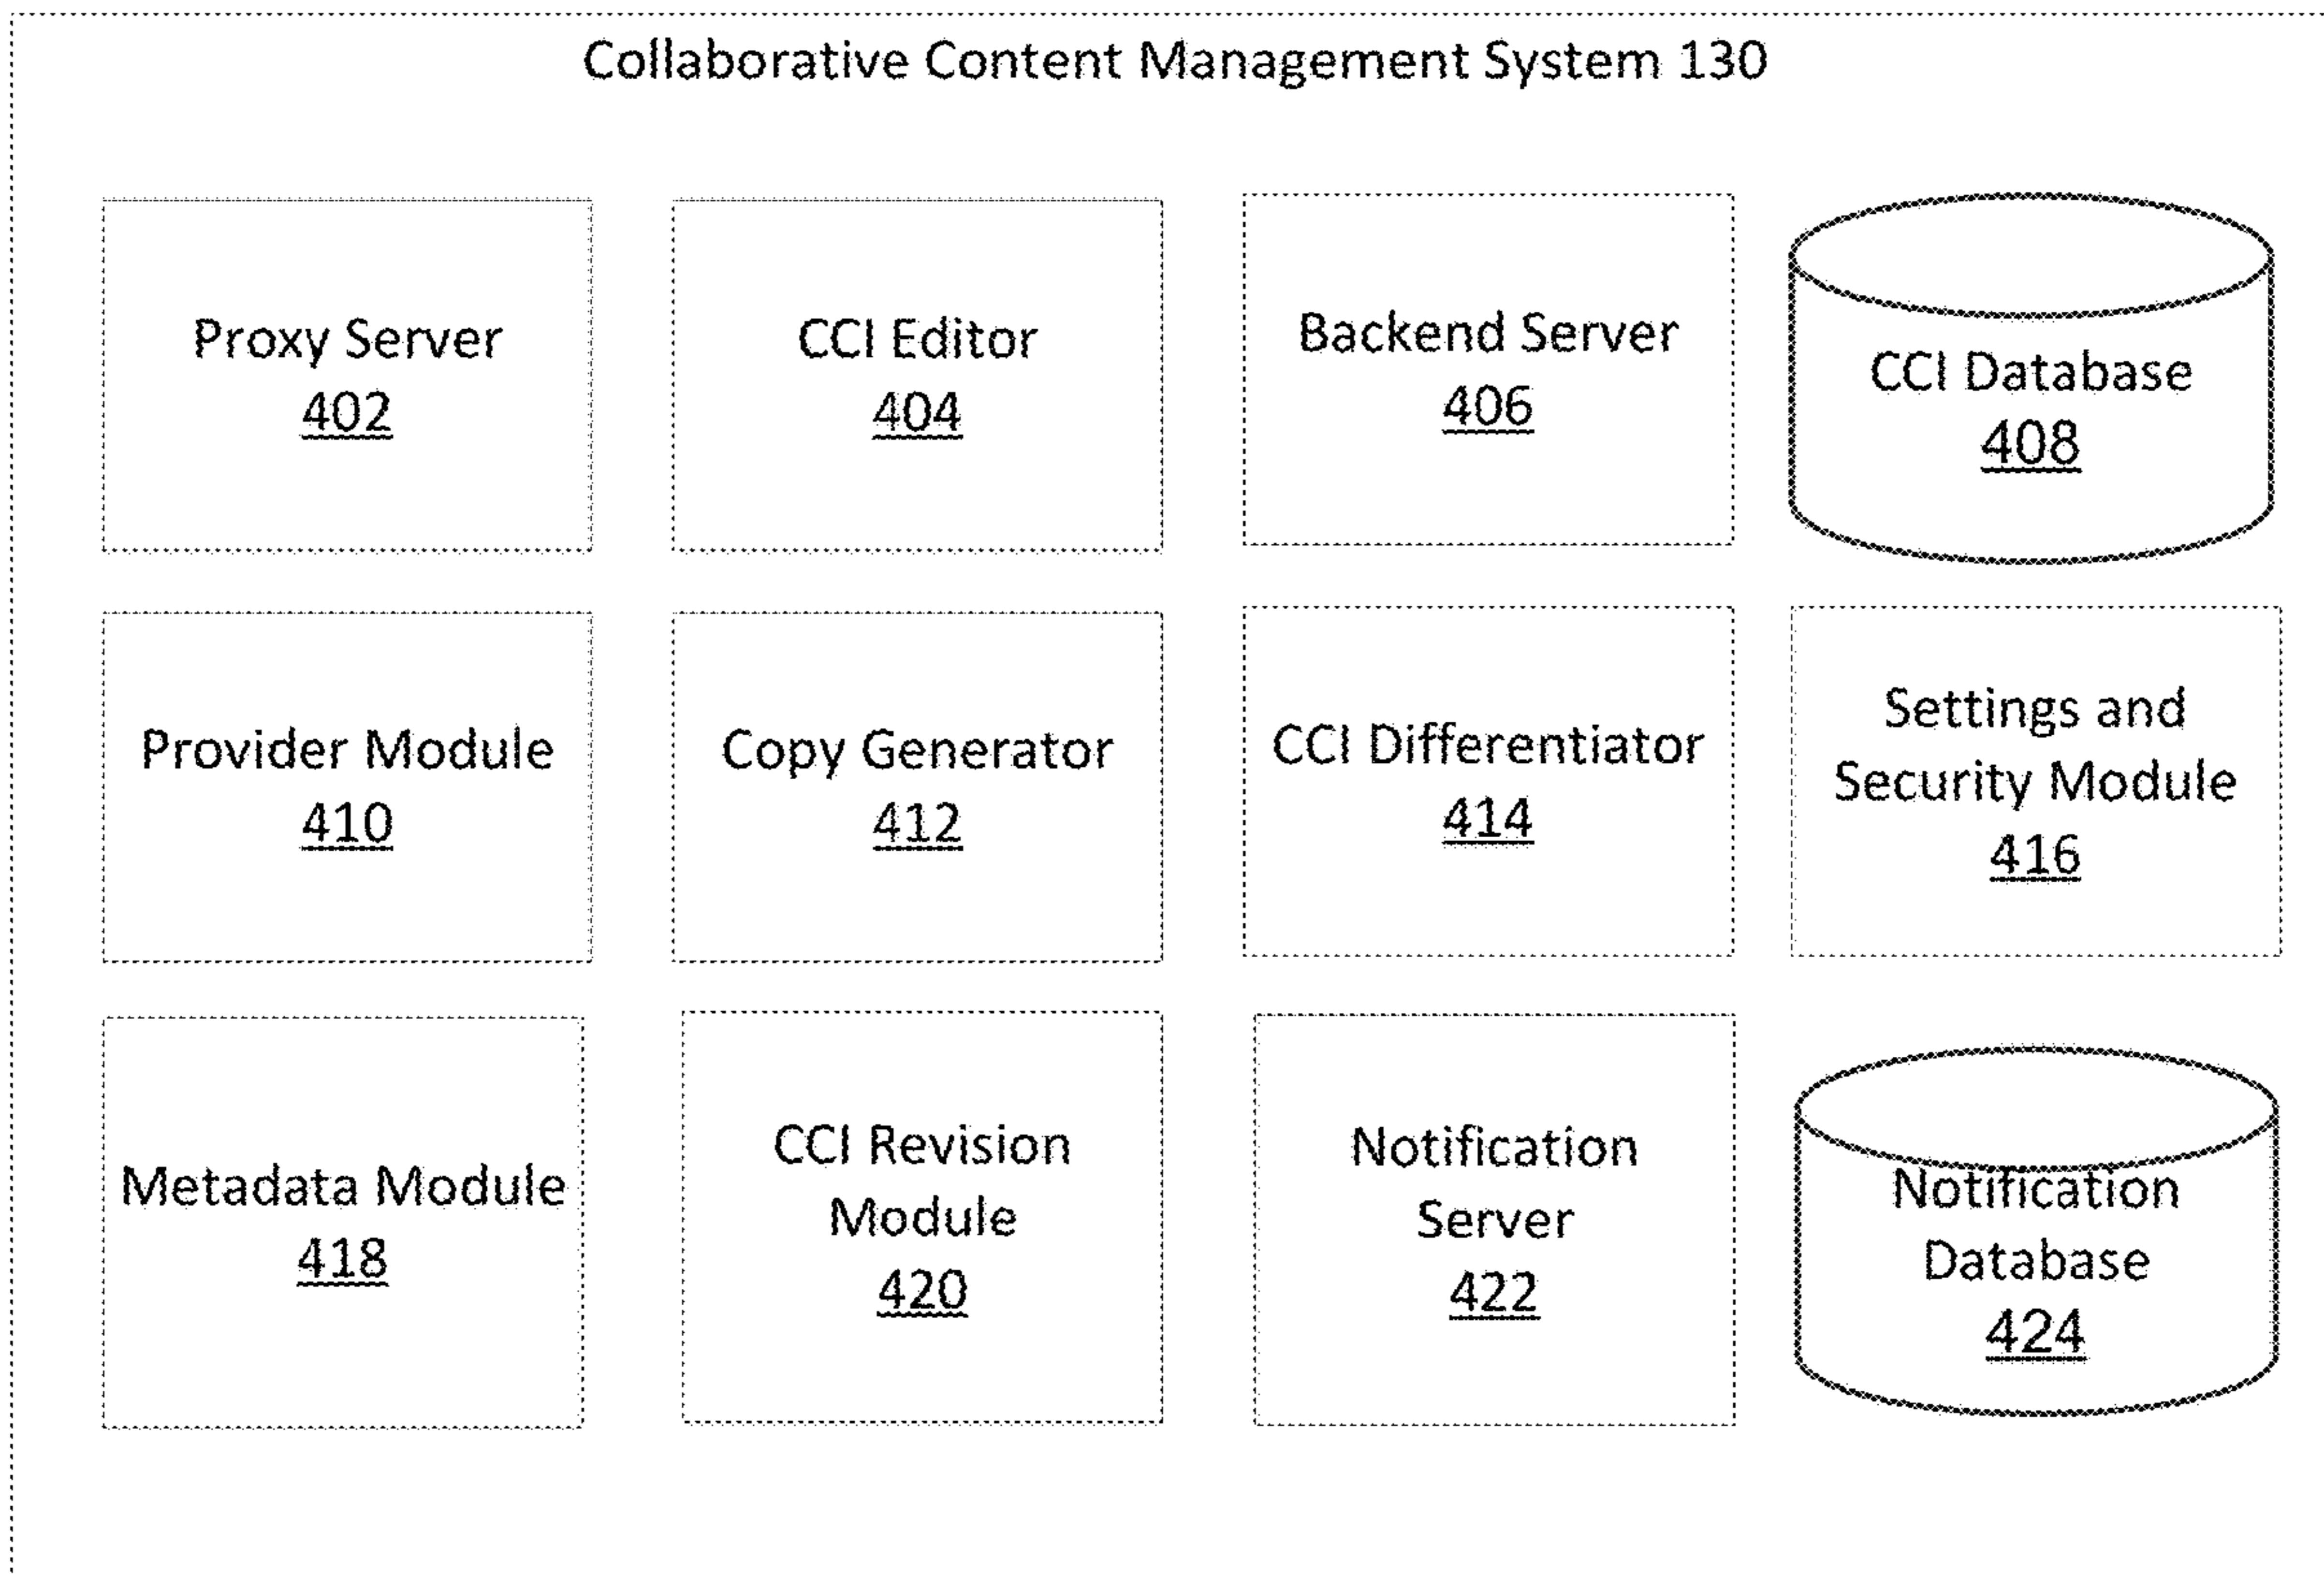 Collaborative Content Management System 130
Proxy Server
402
CCI Editor
404
Backend Server
406
CCI Database
408
Provider Module
410
Copy Generator
412
CCI Differentiator
414
Settings and
Security Module
416
Metadata Module
418
CCI Revision
Module
420
Notification
Server
422
Notification
Database
424